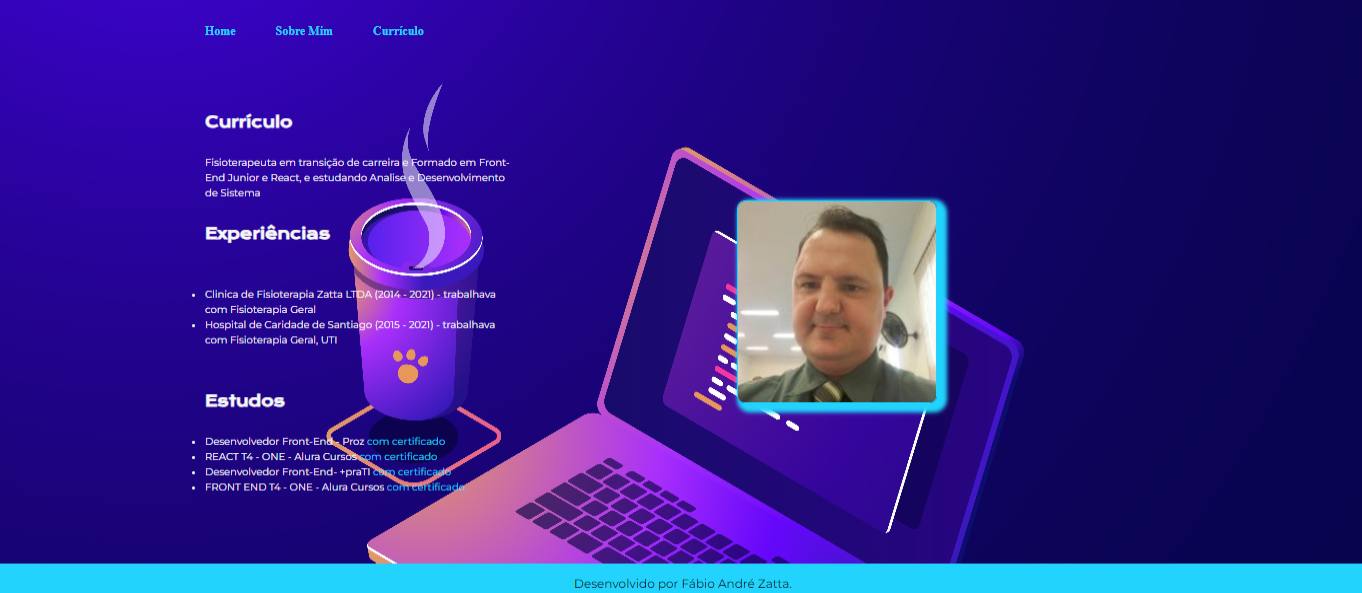 Home Sobre Mim Currículo
Currículo
Fisioterapeuta em transição de carreira e Formado em Front-
End Junior e React, e estudando Analise e Desenvolvimento
de Sistema
Experiências
Clinica de Fisioterapia Zatta LTDA (2014 - 2021) - trabalhava
com Fisioterapia Geral
Hospital de Caridade de Santiago (2015 - 2021) - trabalhava
com Fisioterapia Geral, UTI
Estudos
Desenvolvedor Front-End - Proz com certificado
REACT T4 - ONE - Alura Cursos com certificado
Desenvolvedor Front-End- +praTI com certificado
FRONT END T4 - ONE - Alura Cursos com certificado
Desenvolvido por Fábio André Zatta.